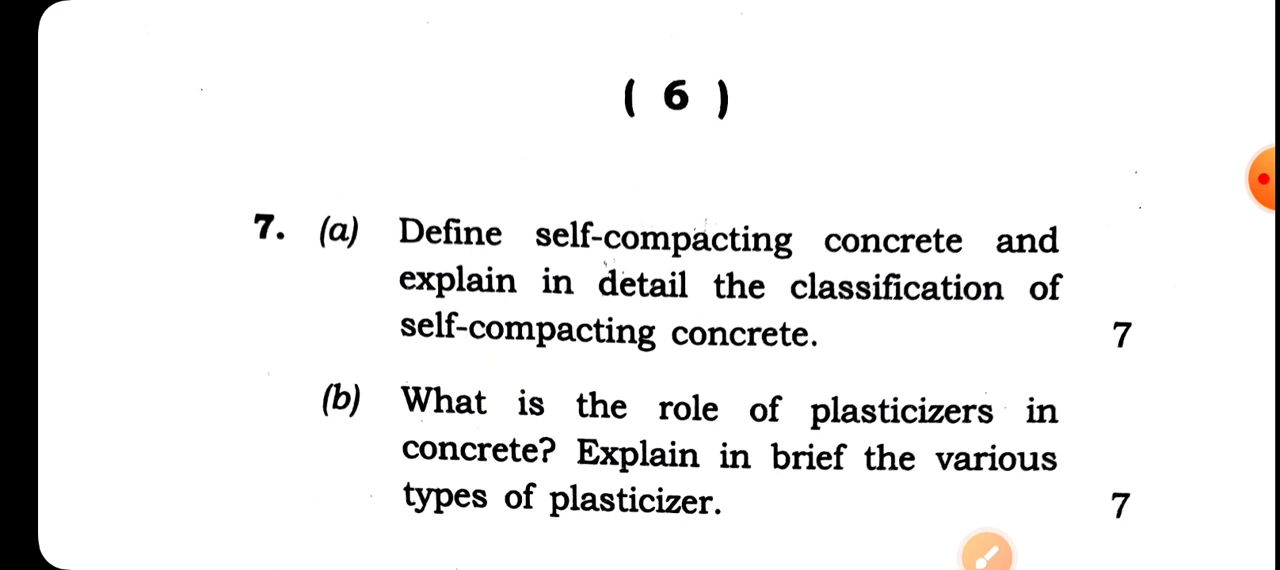 ( 6 )
7. (a) Define self-compacting concrete and
explain in detail the classification of
self-compacting concrete. 7
(b) What is the role of plasticizers in
concrete? Explain in brief the various
types of plasticizer. 7